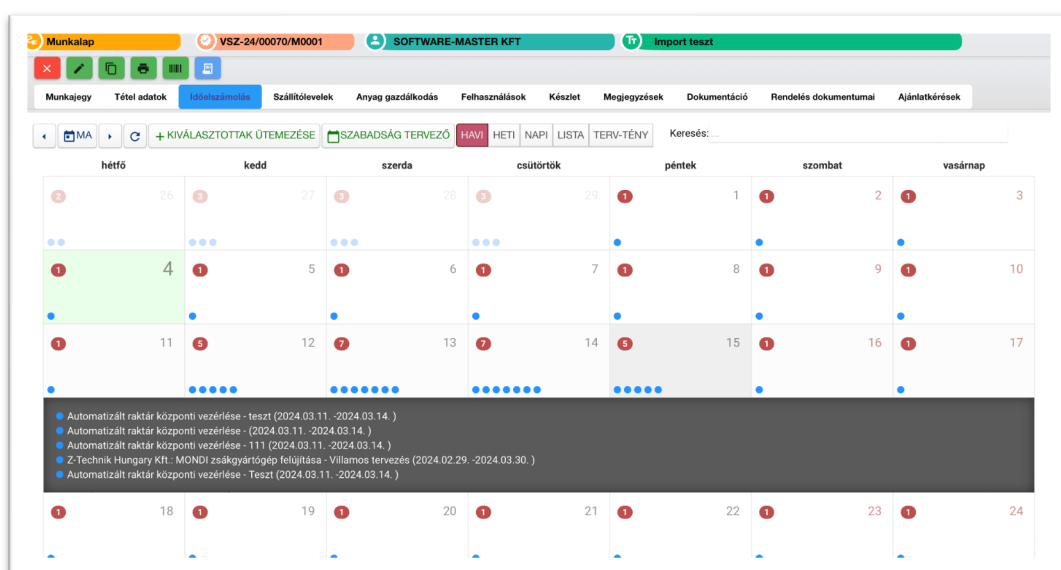 Munkalap VSZ-24/00070/M0001 SOFTWARE-MASTER KFT Tт Import teszt
Munkajegy Tétel adatok Időelszámolás Szállítólevelek Anyag gazdálkodás Felhasználások Készlet Megjegyzések Dokumentáció Rendelés dokumentumai Ajánlatkérések
MA + KIVÁLASZTOTTAK ÜTEMEZÉSE SZABADSÁG TERVEZŐ HAVI HETI NAPI LISTA TERV-TÉNY Keresés: ...
hétfő kedd szerda csütörtök péntek szombat vasárnap
2 26 3 27 3 28 3 29 1 1 1 2 1 3
1 4 1 5 1 6 1 7 1 8 1 9 1 10
1 11 5 12 7 13 7 14 5 15 1 16 1 17
Automatizált raktár központi vezérlése - teszt (2024.03.11. -2024.03.14. )
Automatizált raktár központi vezérlése - (2024.03.11. -2024.03.14. )
Automatizált raktár központi vezérlése - 111 (2024.03.11. -2024.03.14. )
Z-Technik Hungary Kft.: MONDI zsákgyártógép felújítása - Villamos tervezés (2024.02.29. -2024.03.30. )
Automatizált raktár központi vezérlése - Teszt (2024.03.11. -2024.03.14. )
1 18 1 19 1 20 1 21 1 22 1 23 1 24